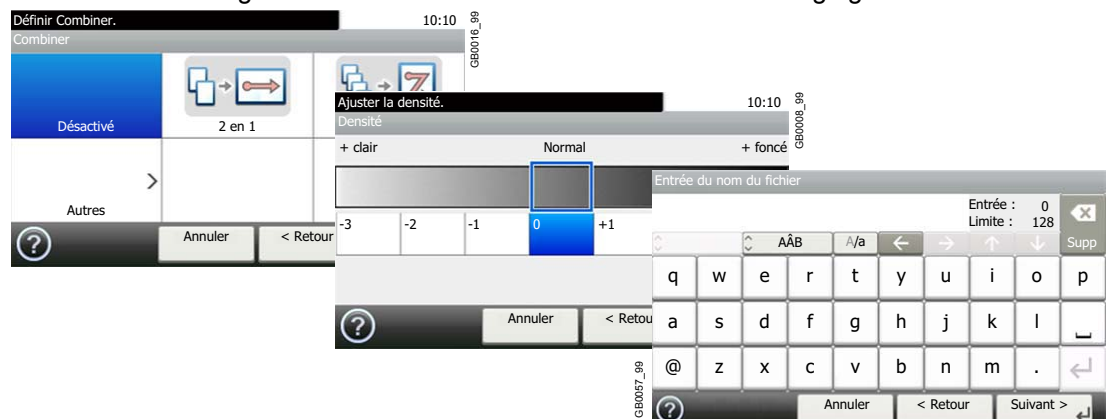 Définir Combiner. 10:10
Combiner
Désactivé
2 en 1
Autres
Annuler
< Retour
GB0016_99
Ajuster la densité. 10:10
Densité
+ clair Normal + foncé
-3 -2 -1 0 +1
Annuler
GB0008_99
Entrée du nom du fichier
Entrée : 0
Limite : 128
AÂB A/a ← → ↑ ↓ Supp
q w e r t y u i o p
a s d f g h j k l
@ z x c v b n m .
Annuler < Retour Suivant >
GB0057_99